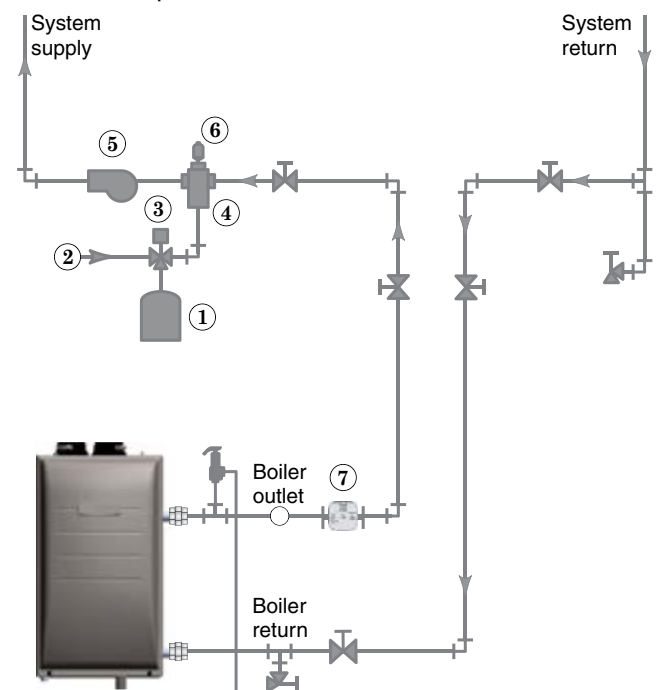 System
supply
System
return
5
6
3
4
2
1
Boiler
outlet
7
Boiler
return